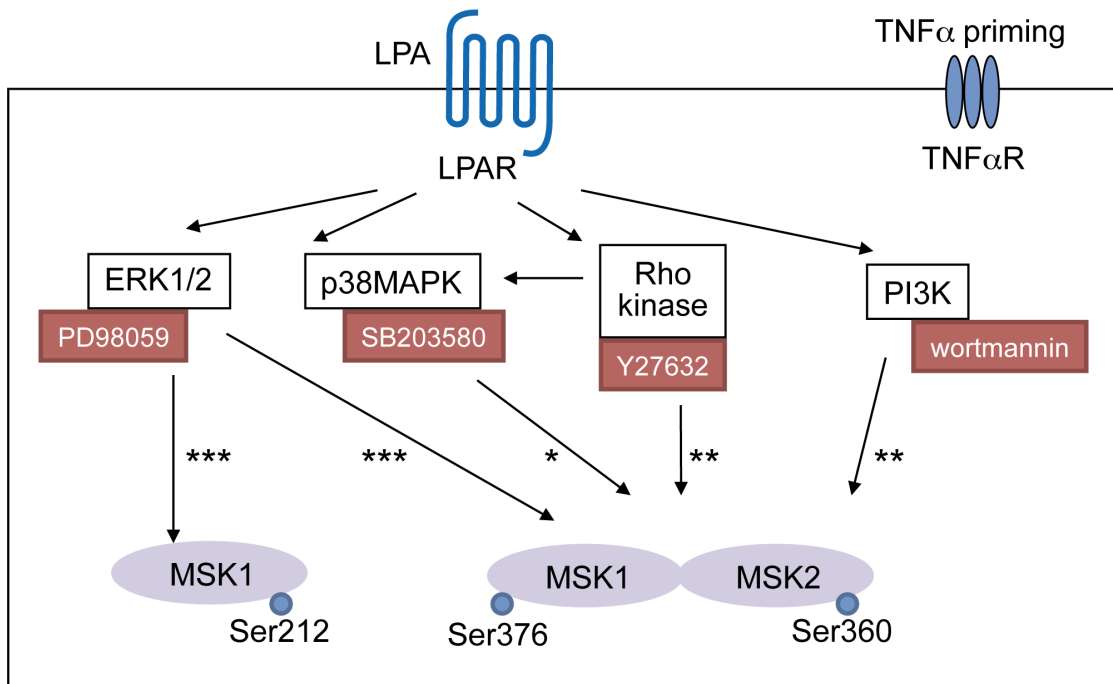 LPA
TNFα priming
LPAR
TNFαR
ERK1/2
p38MAPK
Rho
kinase
PI3K
PD98059
SB203580
Y27632
wortmannin
***
***
*
**
**
MSK1
MSK1
MSK2
Ser212
Ser376
Ser360